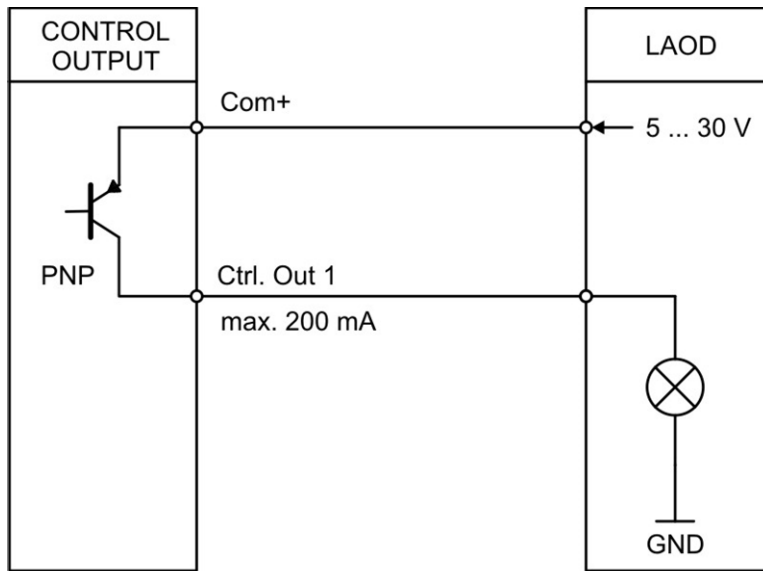 CONTROL
OUTPUT
LAOD
Com+
5 ... 30 V
PNP
Ctrl. Out 1
max. 200 mA
GND